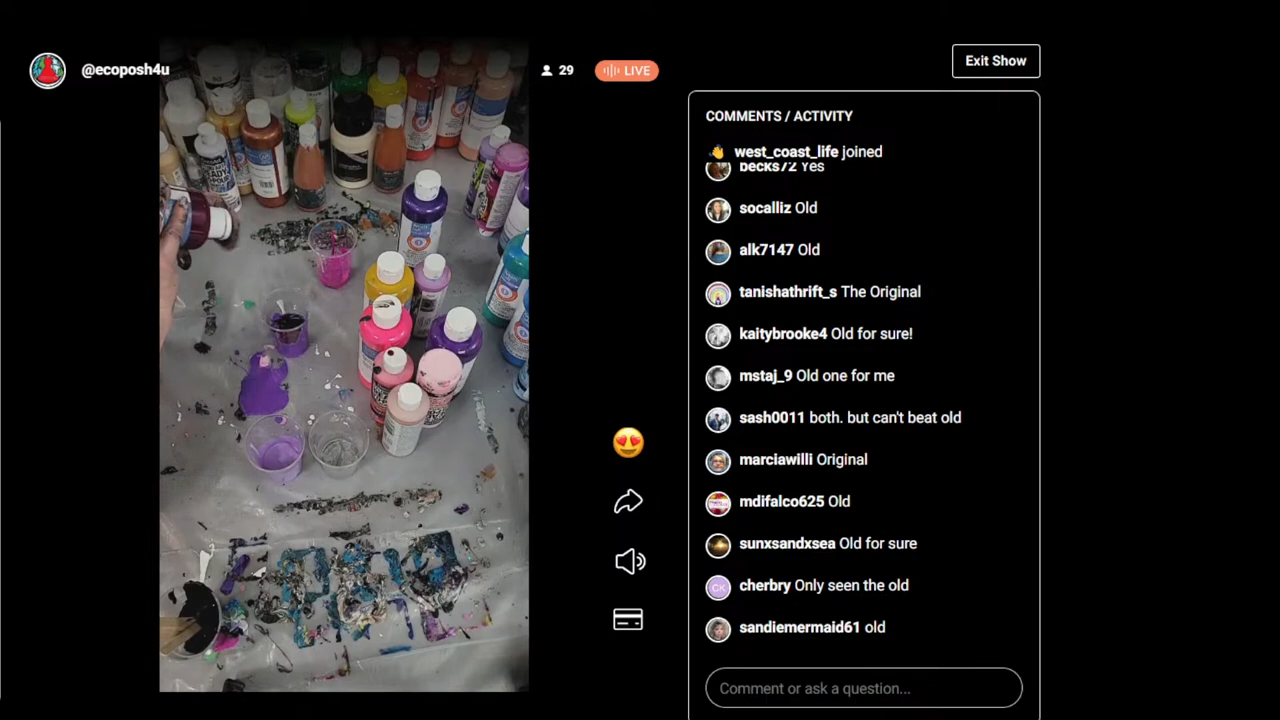 @ecoposh4u
29
LIVE
Exit Show
COMMENTS / ACTIVITY
west_coast_life joined
becks72 Yes
socalliz Old
alk7147 Old
tanishathrift_s The Original
kaitybrooke4 Old for sure!
mstaj_9 Old one for me
sash0011 both. but can't beat old
marciawilli Original
mdifalco625 Old
sunxsandxsea Old for sure
CK
cherbry Only seen the old
sandiemermaid61 old
Comment or ask a question...